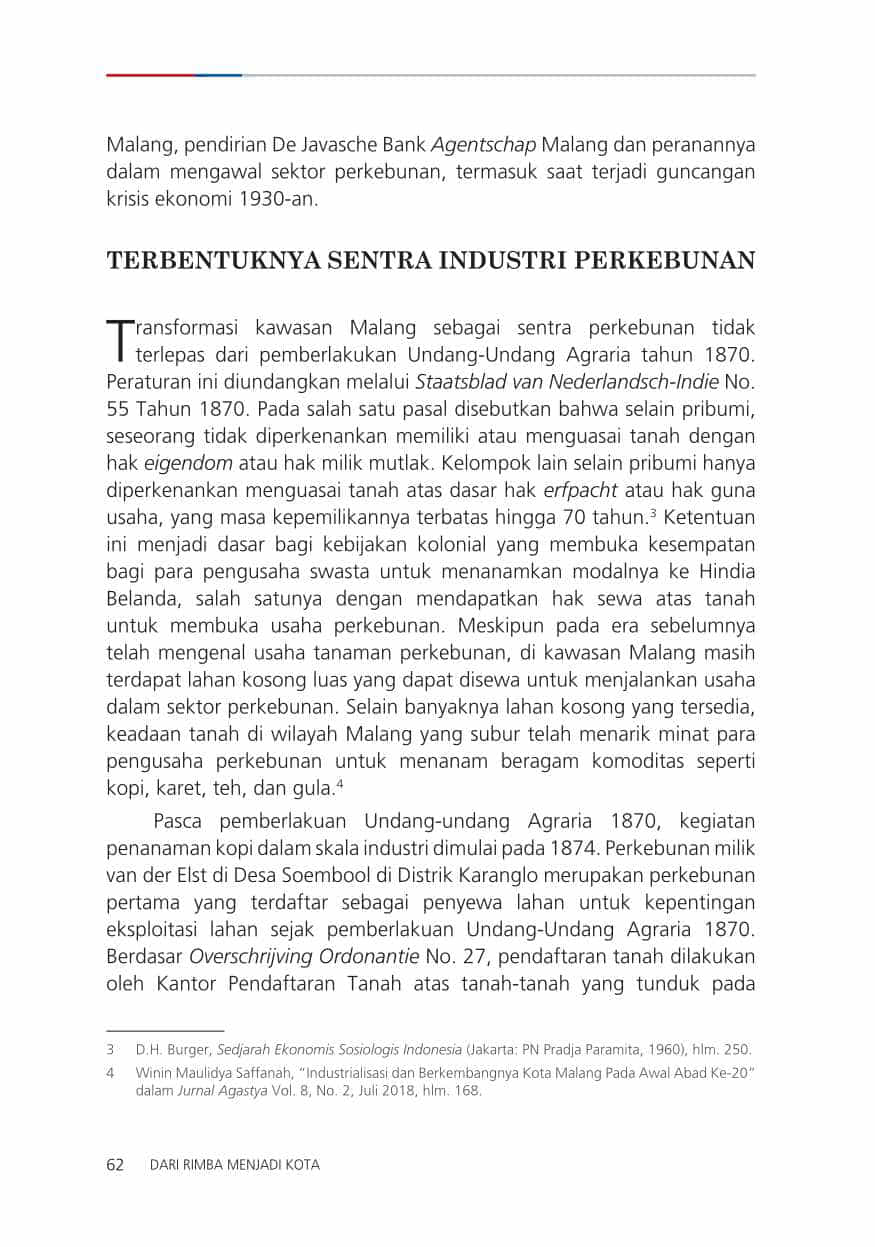 Malang, pendirian De Javasche Bank Agentschap Malang dan peranannya
dalam mengawal sektor perkebunan, termasuk saat terjadi guncangan
krisis ekonomi 1930-an.
TERBENTUKNYA SENTRA INDUSTRI PERKEBUNAN
Transformasi kawasan Malang sebagai sentra perkebunan tidak
terlepas dari pemberlakukan Undang-Undang Agraria tahun 1870.
Peraturan ini diundangkan melalui Staatsblad van Nederlandsch-Indie No.
55 Tahun 1870. Pada salah satu pasal disebutkan bahwa selain pribumi,
seseorang tidak diperkenankan memiliki atau menguasai tanah dengan
hak eigendom atau hak milik mutlak. Kelompok lain selain pribumi hanya
diperkenankan menguasai tanah atas dasar hak erfpacht atau hak guna
usaha, yang masa kepemilikannya terbatas hingga 70 tahun.3 Ketentuan
ini menjadi dasar bagi kebijakan kolonial yang membuka kesempatan
bagi para pengusaha swasta untuk menanamkan modalnya ke Hindia
Belanda, salah satunya dengan mendapatkan hak sewa atas tanah
untuk membuka usaha perkebunan. Meskipun pada era sebelumnya
telah mengenal usaha tanaman perkebunan, di kawasan Malang masih
terdapat lahan kosong luas yang dapat disewa untuk menjalankan usaha
dalam sektor perkebunan. Selain banyaknya lahan kosong yang tersedia,
keadaan tanah di wilayah Malang yang subur telah menarik minat para
pengusaha perkebunan untuk menanam beragam komoditas seperti
kopi, karet, teh, dan gula.4
Pasca pemberlakuan Undang-undang Agraria 1870, kegiatan
penanaman kopi dalam skala industri dimulai pada 1874. Perkebunan milik
van der Elst di Desa Soembool di Distrik Karanglo merupakan perkebunan
pertama yang terdaftar sebagai penyewa lahan untuk kepentingan
eksploitasi lahan sejak pemberlakuan Undang-Undang Agraria 1870.
Berdasar Overschrijving Ordonantie No. 27, pendaftaran tanah dilakukan
oleh Kantor Pendaftaran Tanah atas tanah-tanah yang tunduk pada
3 D.H. Burger, Sedjarah Ekonomis Sosiologis Indonesia (Jakarta: PN Pradja Paramita, 1960), hlm. 250.
4 Winin Maulidya Saffanah, “Industrialisasi dan Berkembangnya Kota Malang Pada Awal Abad Ke-20”
dalam Jurnal Agastya Vol. 8, No. 2, Juli 2018, hlm. 168.
62 DARI RIMBA MENJADI KOTA